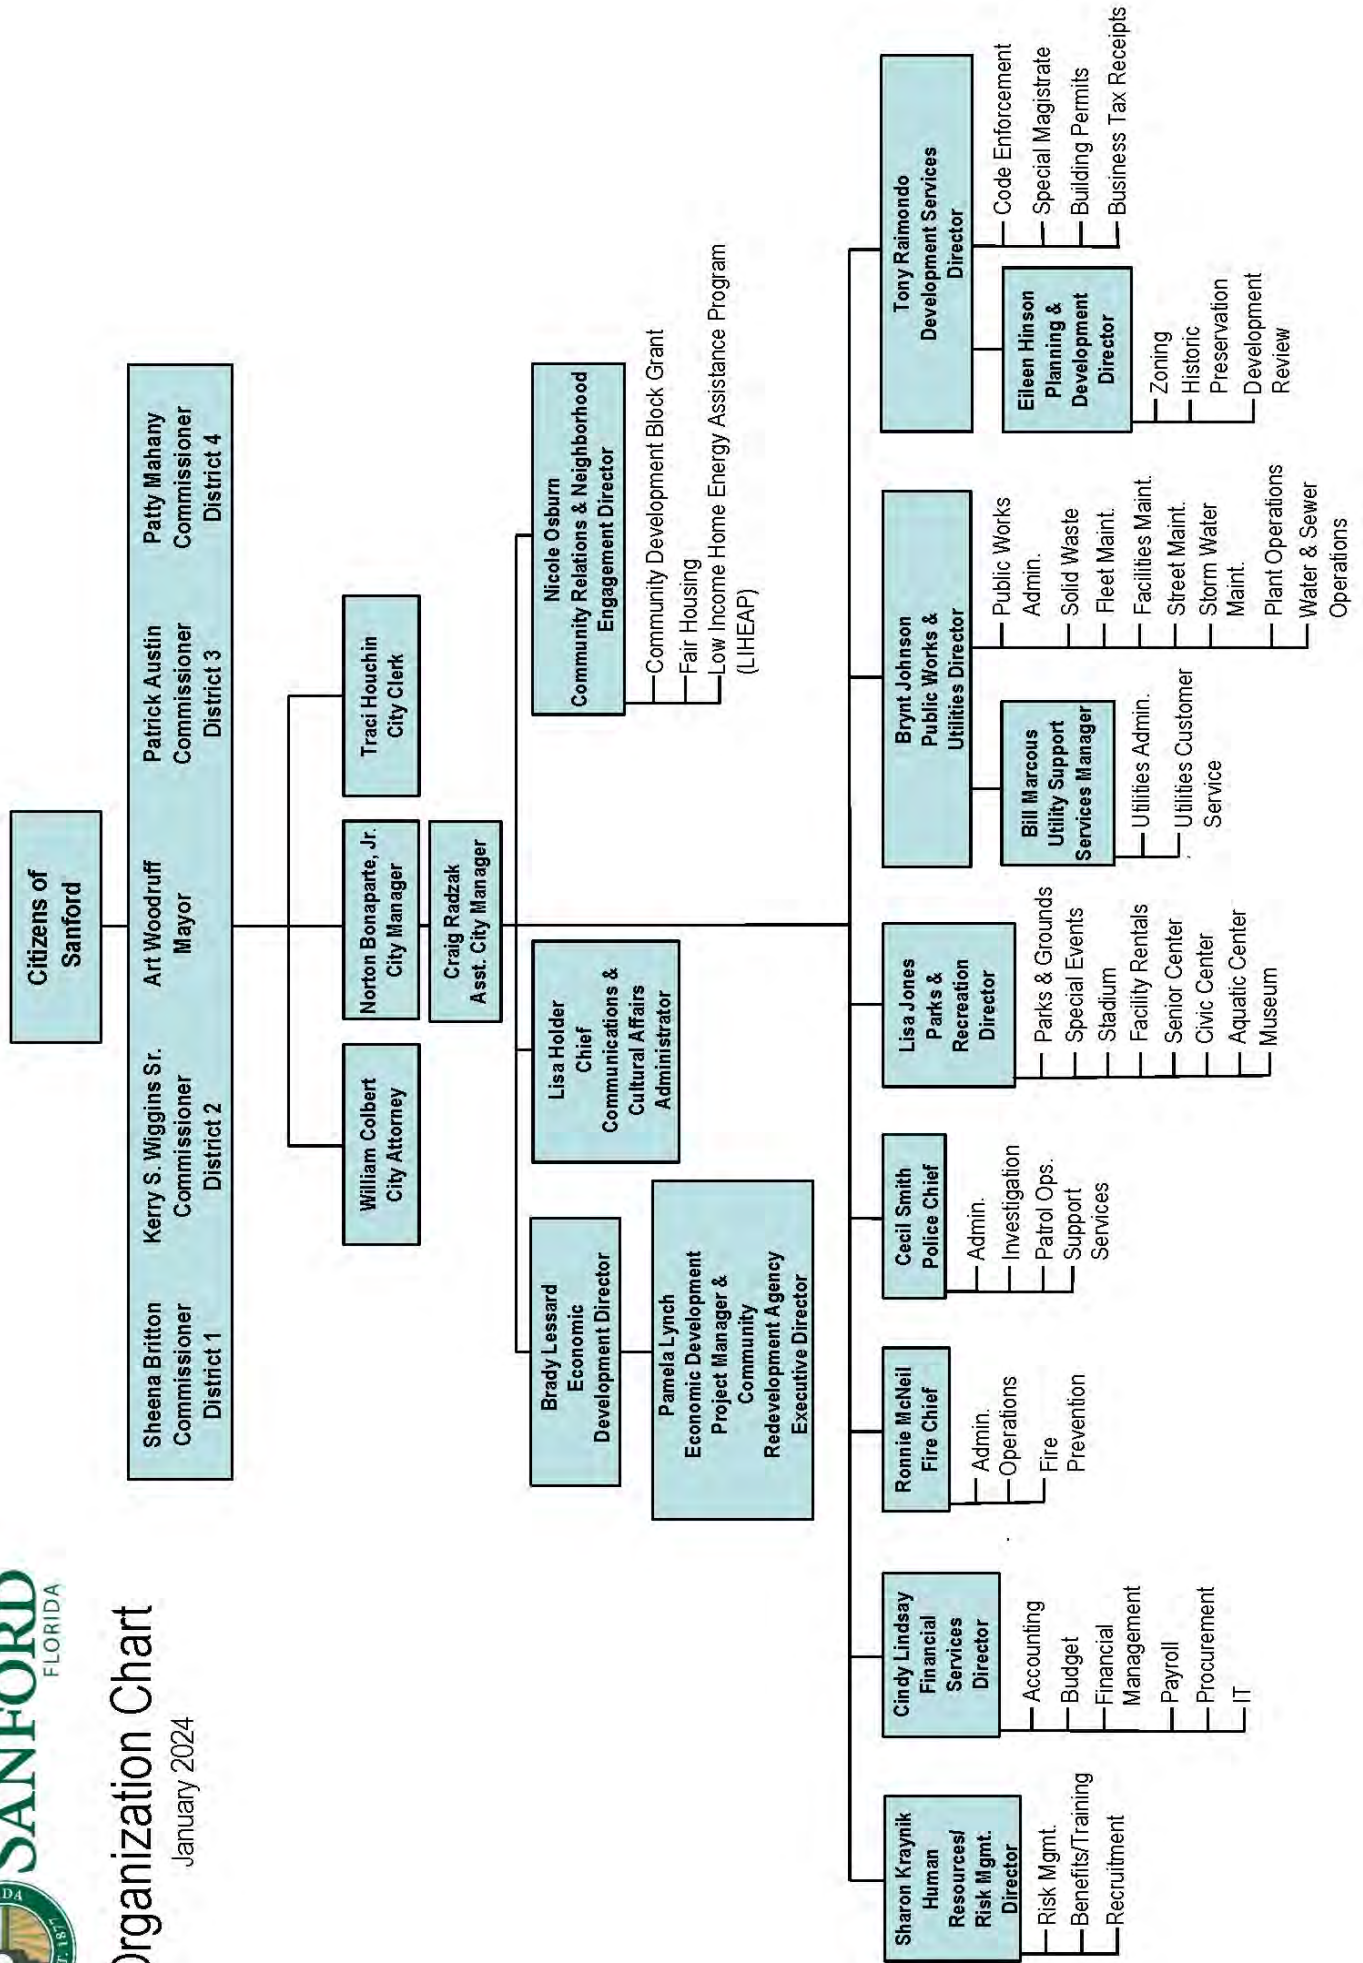 SANFORD
FLORIDA
Organization Chart
January 2024
Citizens of
Sanford
Sheena Britton
Commissioner
District 1
Kerry S. Wiggins Sr.
Commissioner
District 2
Art Woodruff
Mayor
Patrick Austin
Commissioner
District 3
Patty Mahany
Commissioner
District 4
William Colbert
City Attorney
Norton Bonaparte, Jr.
City Manager
Traci Houchin
City Clerk
Craig Radzak
Asst. City Manager
Brady Lessard
Economic
Development Director
Pamela Lynch
Economic Development
Project Manager &
Community
Redevelopment Agency
Executive Director
Lisa Holder
Chief
Communications &
Cultural Affairs
Administrator
Nicole Osburn
Community Relations & Neighborhood
Engagement Director
Community Development Block Grant
Fair Housing
Low Income Home Energy Assistance Program
(LIHEAP)
Sharon Kraynik
Human
Resources/
Risk Mgmt.
Director
Risk Mgmt.
Benefits/Training
Recruitment
Cindy Lindsay
Financial
Services
Director
Accounting
Budget
Financial
Management
Payroll
Procurement
IT
Ronnie McNeil
Fire Chief
Admin.
Operations
Fire
Prevention
Cecil Smith
Police Chief
Admin.
Investigation
Patrol Ops.
Support
Services
Lisa Jones
Parks &
Recreation
Director
Parks & Grounds
Special Events
Stadium
Facility Rentals
Senior Center
Civic Center
Aquatic Center
Museum
Brynt Johnson
Public Works &
Utilities Director
Bill Marcous
Utility Support
Services Manager
Utilities Admin.
Utilities Customer
Service
Public Works
Admin.
Solid Waste
Fleet Maint.
Facilities Maint.
Street Maint.
Storm Water
Maint.
Plant Operations
Water & Sewer
Operations
Tony Raimondo
Development Services
Director
Eileen Hinson
Planning &
Development
Director
Zoning
Historic
Preservation
Development
Review
Code Enforcement
Special Magistrate
Building Permits
Business Tax Receipts